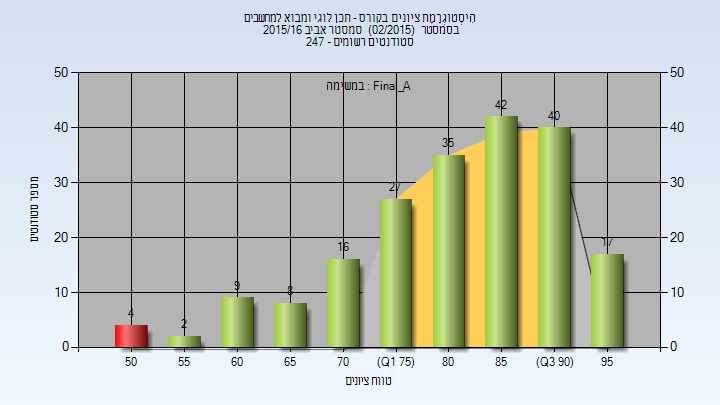 היסטוגרמת ציונים בקורס - תכן לוגי ומבוא למחשבים
בסמסטר (02/2015) סמסטר אביב 2015/16
סטודנטים רשומים - 247
במשימה : Final_A
50 50
40 40
30 30
20 20
10 10
0 0
מספר סטודנטים
4 2 9 8 16 27 35 42 40 17
50 55 60 65 70 (Q1 75) 80 85 (Q3 90) 95
טווח ציונים